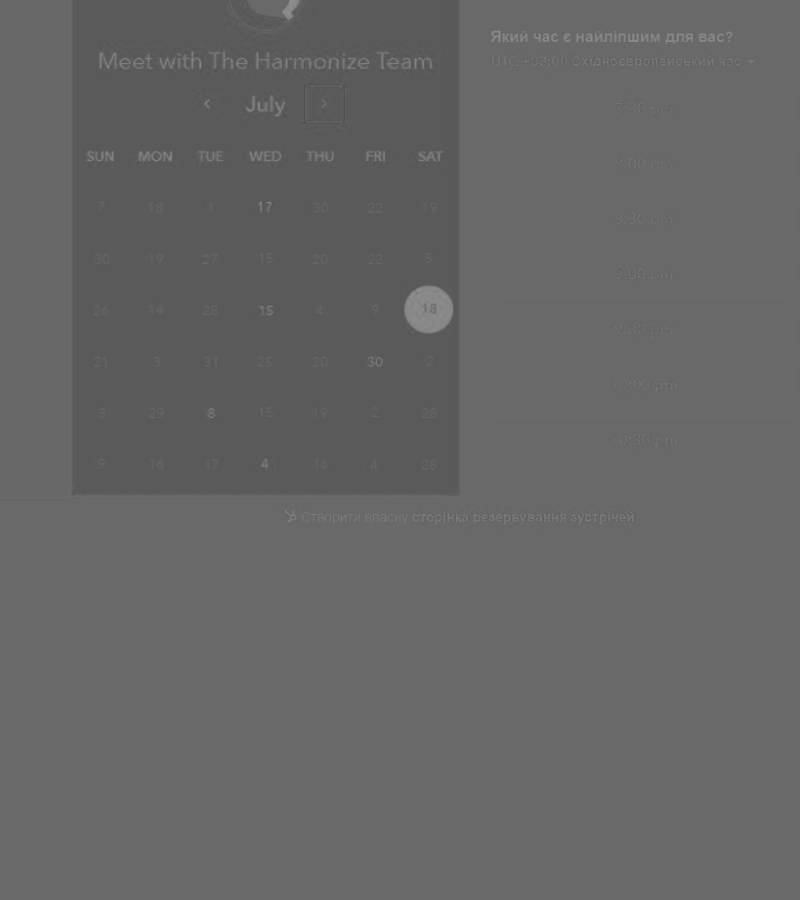 Meet with The Harmonize Team
‹ July ›
SUN MON TUE WED THU FRI SAT
7 18 1 17 30 22 19
30 19 27 15 20 22 5
26 14 28 15 4 9 18
21 3 31 25 20 30 2
3 29 8 15 19 2 28
9 16 17 4 16 4 28
Який час є найліпшим для вас?
UTC +03:00 Східноєвропейський час
7:30 pm
8:00 pm
8:30 pm
9:00 pm
9:30 pm
10:00 pm
10:30 pm
Створити власну сторінка резервування зустрічей